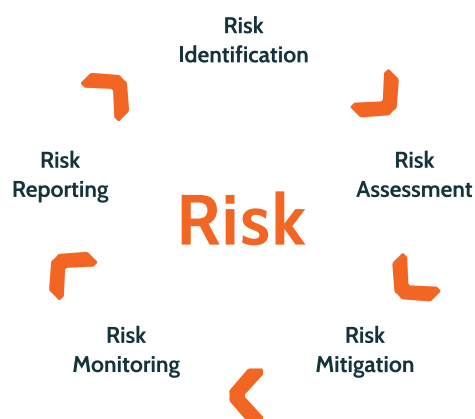 Risk
Identification
Risk
Assessment
Risk
Mitigation
Risk
Monitoring
Risk
Reporting
Risk